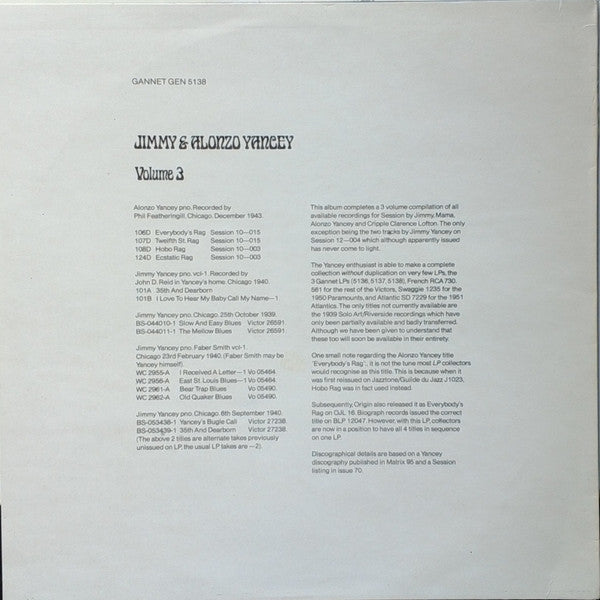 GANNET GEN 5138
JIMMY & ALONZO YANCEY
Volume 3
Alonzo Yancey pno. Recorded by
Phil Featheringill. Chicago. December 1943.
106D Everybody's Rag Session 10—015
107D Twelfth St. Rag Session 10—015
108D Hobo Rag Session 10—003
124D Ecstatic Rag Session 10—003
Jimmy Yancey pno. vcl-1. Recorded by
John D. Reid in Yancey's home. Chicago 1940.
101A 35th And Dearborn
101B I Love To Hear My Baby Call My Name—1
Jimmy Yancey pno. Chicago. 25th October 1939.
BS-044010-1 Slow And Easy Blues Victor 26591.
BS-044011-1 The Mellow Blues Victor 26591.
Jimmy Yancey pno. Faber Smith vcl-1.
Chicago 23rd February 1940. (Faber Smith may be
Yancey himself).
WC 2955-A I Received A Letter—1 Vo 05464.
WC 2956-A East St. Louis Blues—1 Vo 05464.
WC 2961-A Bear Trap Blues Vo 05490.
WC 2962-A Old Quaker Blues Vo 05490.
Jimmy Yancey pno. Chicago. 6th September 1940.
BS-053438-1 Yancey's Bugle Call Victor 27238.
BS-053439-1 35th And Dearborn Victor 27238.
(The above 2 titles are alternate takes previously
unissued on LP, the usual LP takes are —2).
This album completes a 3 volume compilation of all
available recordings for Session by Jimmy, Mama,
Alonzo Yancey and Cripple Clarence Lofton. The only
exception being the two tracks by Jimmy Yancey on
Session 12—004 which although apparently issued
has never come to light.
The Yancey enthusiast is able to make a complete
collection without duplication on very few LPs, the
3 Gannet LPs (5136, 5137, 5138), French RCA 730.
561 for the rest of the Victors, Swaggie 1235 for the
1950 Paramounts, and Atlantic SD 7229 for the 1951
Atlantics. The only titles not currently available are
the 1939 Solo Art/Riverside recordings which have
only been partially available and badly transferred.
Although we have been given to understand that
these too will soon be available in their entirety.
One small note regarding the Alonzo Yancey title
'Everybody's Rag', it is not the tune most LP collectors
would recognise as this title. This is because when it
was first reissued on Jazztone/Guilde du Jazz J1023,
Hobo Rag was in fact used instead.
Subsequently, Origin also released it as Everybody's
Rag on OJL 16. Biograph records issued the correct
title on BLP 12047. However, with this LP, collectors
are now in a position to have all 4 titles in sequence
on one LP.
Discographical details are based on a Yancey
discography published in Matrix 95 and a Session
listing in issue 70.